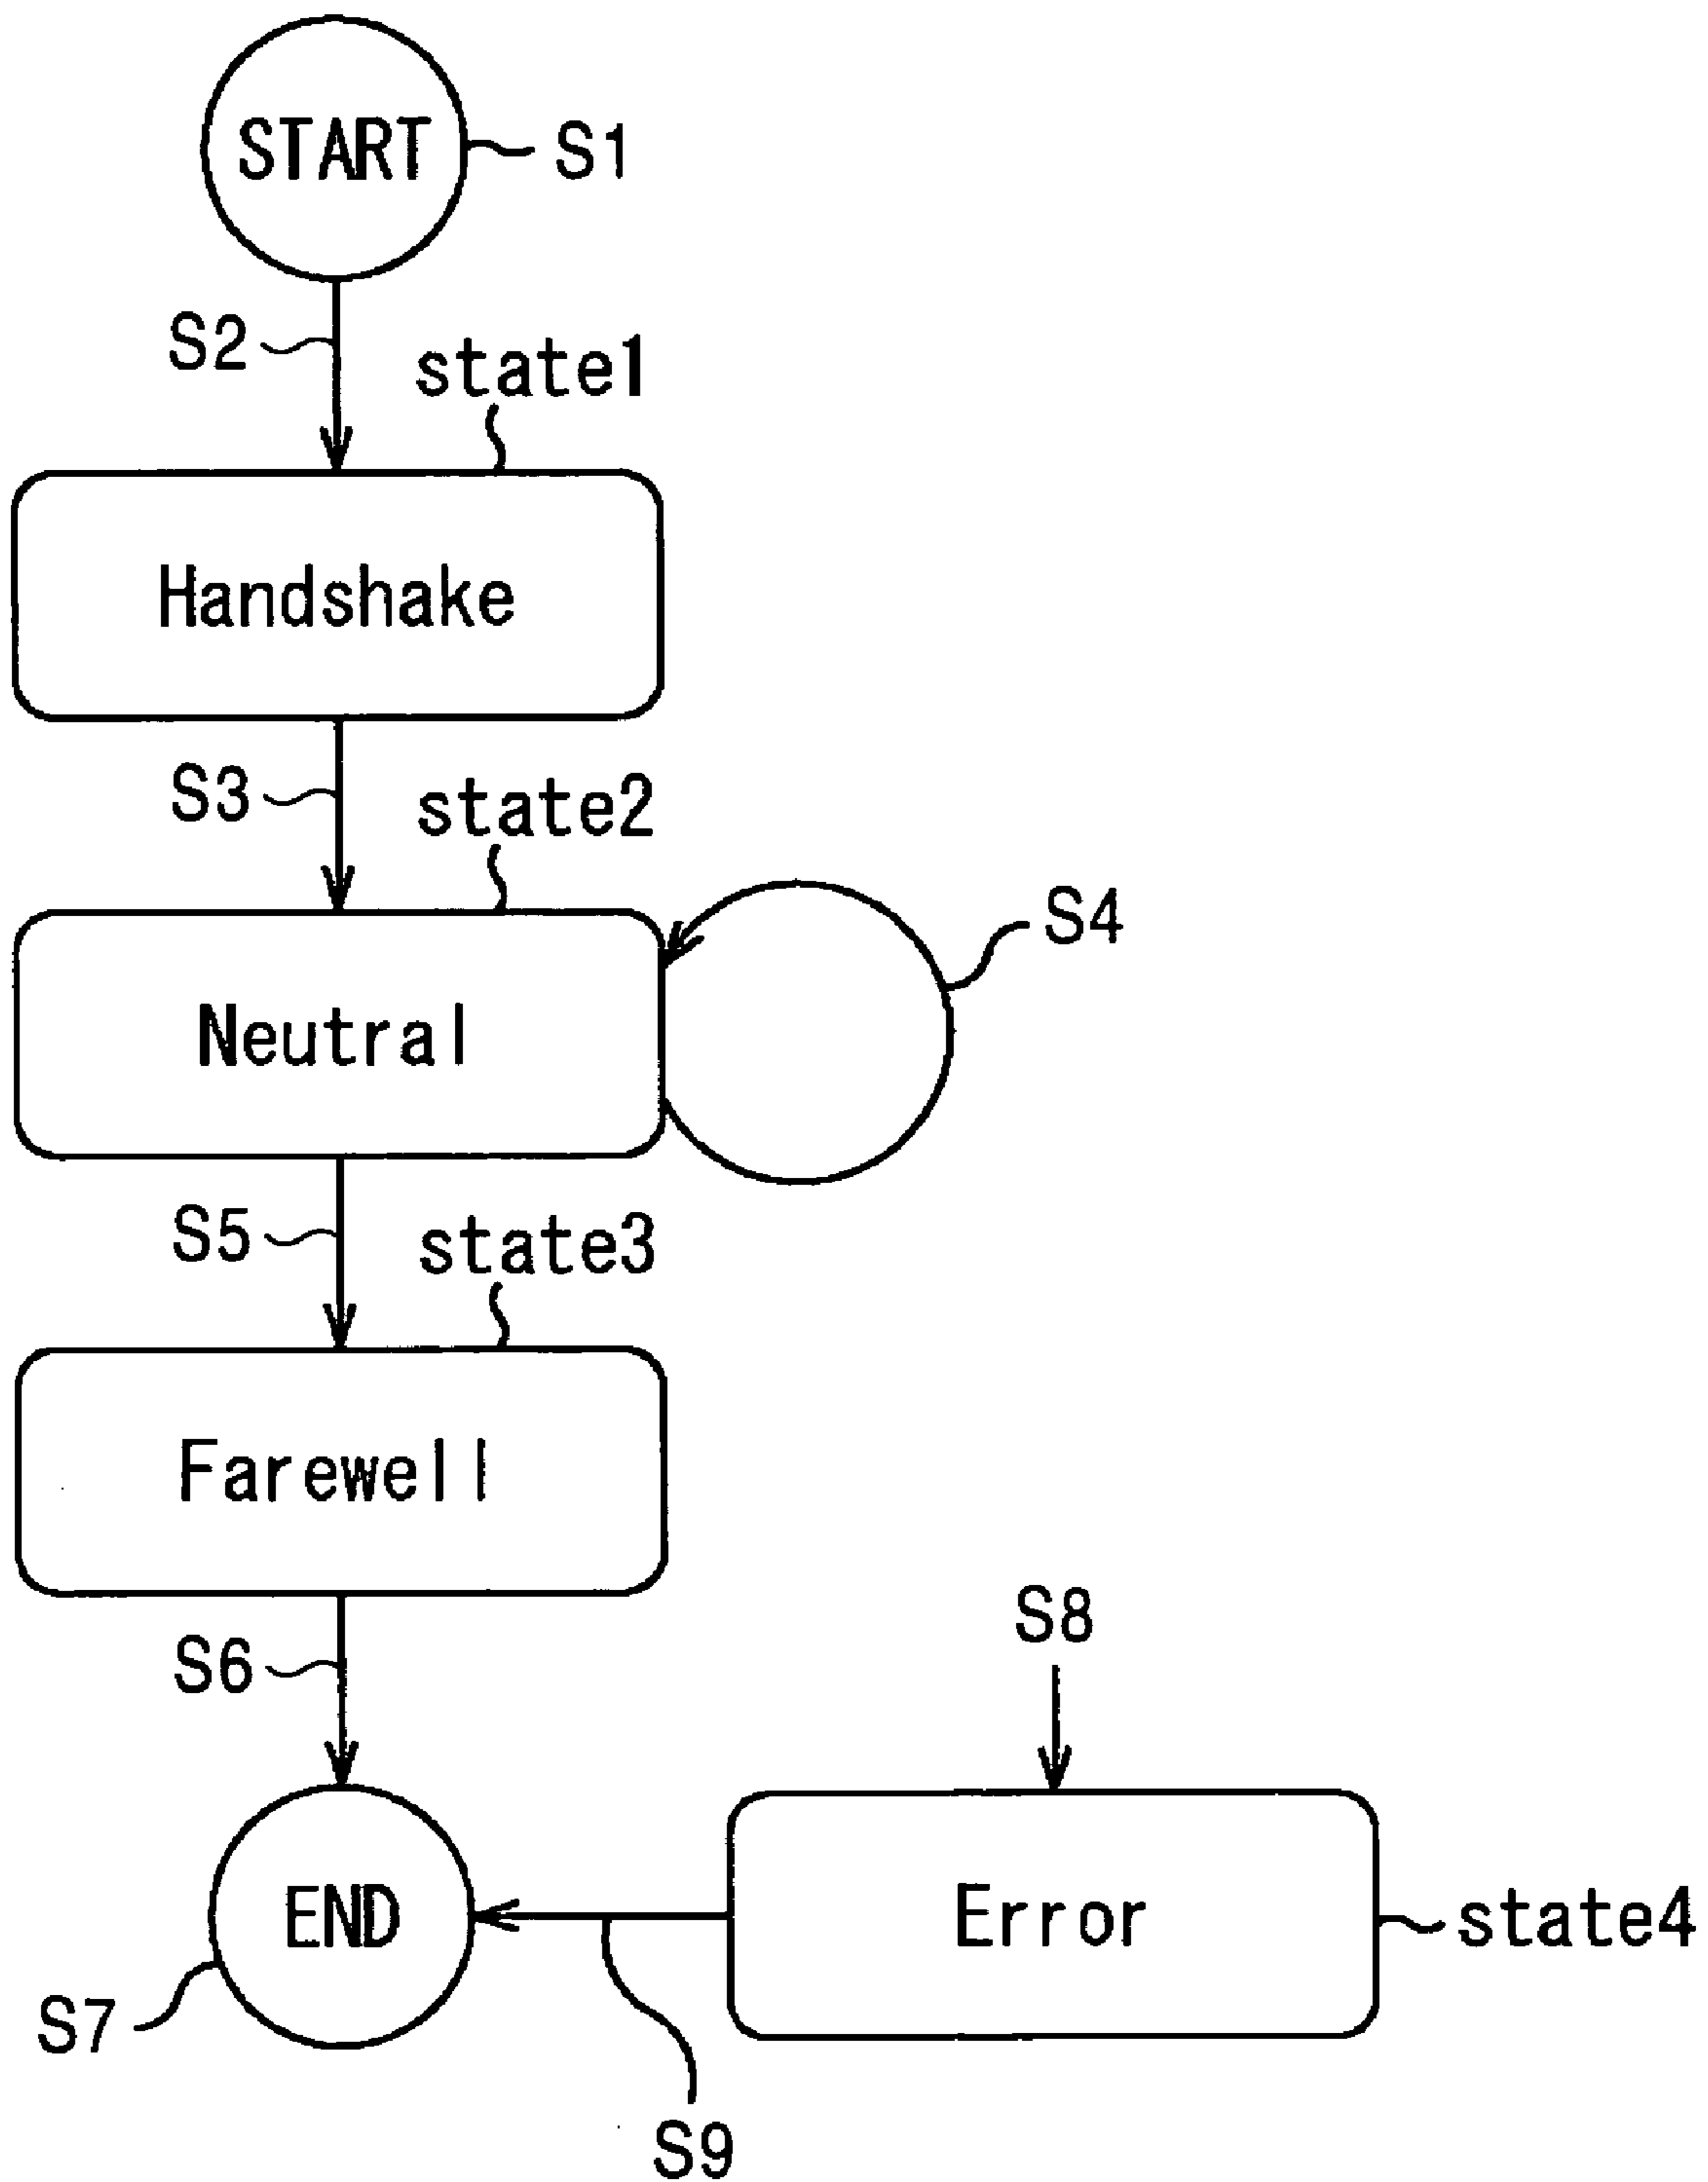 START
S1
S2
state1
Handshake
S3
state2
S4
Neutral
S5
state3
Farewell
S8
S6
END
Error
state4
S7
S9